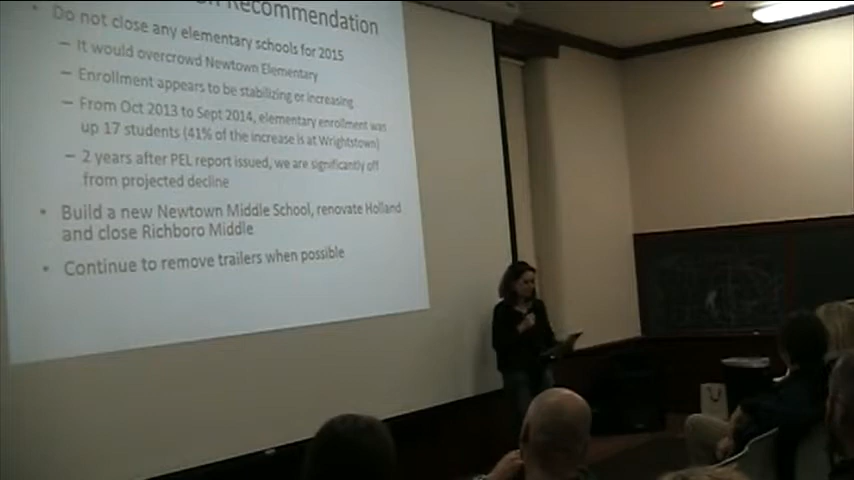 Recommendation
• Do not close any elementary schools for 2015
– It would overcrowd Newtown Elementary
– Enrollment appears to be stabilizing or increasing
– From Oct 2013 to Sept 2014, elementary enrollment was
up 17 students (41% of the increase is at Wrightstown)
– 2 years after PEL report issued, we are significantly off
from projected decline
• Build a new Newtown Middle School, renovate Holland
and close Richboro Middle
• Continue to remove trailers when possible